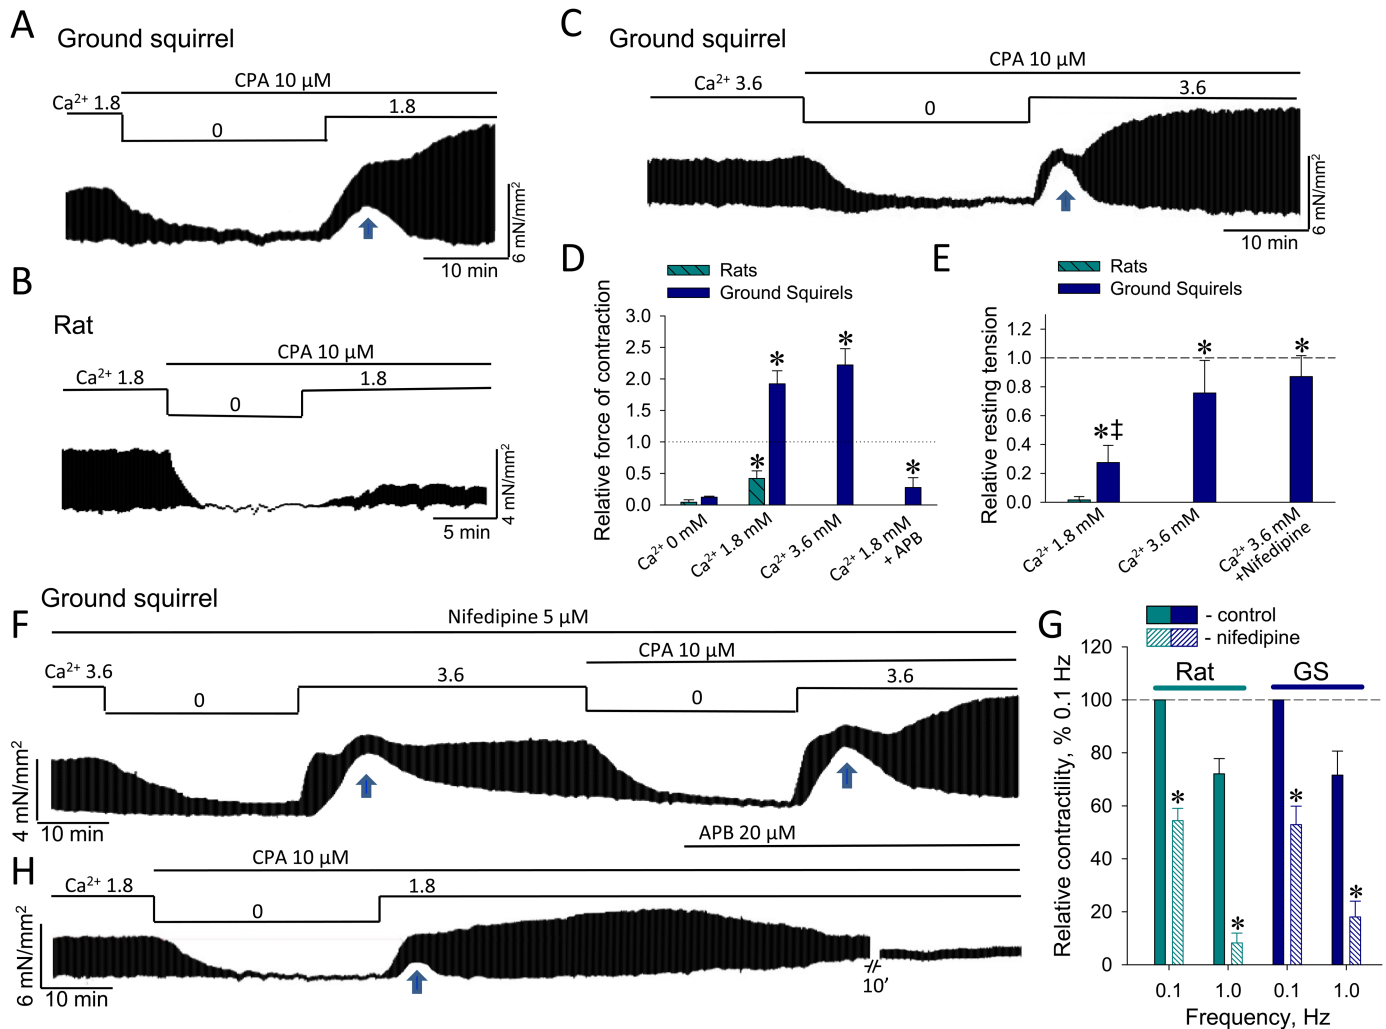 A
Ground squirrel
CPA 10 µM
Ca²⁺ 1.8
0
1.8
6 mN/mm²
10 min
B
Rat
CPA 10 µM
Ca²⁺ 1.8
0
1.8
4 mN/mm²
5 min
C
Ground squirrel
CPA 10 µM
Ca²⁺ 3.6
0
3.6
6 mN/mm²
10 min
D
Rats
Ground Squirrels
Relative force of contraction
3.0
2.5
2.0
1.5
1.0
0.5
0.0
*
*
*
*
Ca²⁺ 0 mM
Ca²⁺ 1.8 mM
Ca²⁺ 3.6 mM
Ca²⁺ 1.8 mM
+ APB
E
Rats
Ground Squirrels
Relative resting tension
1.2
1.0
0.8
0.6
0.4
0.2
0.0
*‡
*
*
Ca²⁺ 1.8 mM
Ca²⁺ 3.6 mM
Ca²⁺ 3.6 mM
+Nifedipine
Ground squirrel
F
Nifedipine 5 µM
CPA 10 µM
Ca²⁺ 3.6
0
3.6
0
3.6
4 mN/mm²
10 min
G
- control
- nifedipine
Relative contractility, % 0.1 Hz
120
100
80
60
40
20
0
Rat
GS
*
*
*
*
0.1
1.0
0.1
1.0
Frequency, Hz
H
APB 20 µM
CPA 10 µM
Ca²⁺ 1.8
0
1.8
6 mN/mm²
10 min
10’